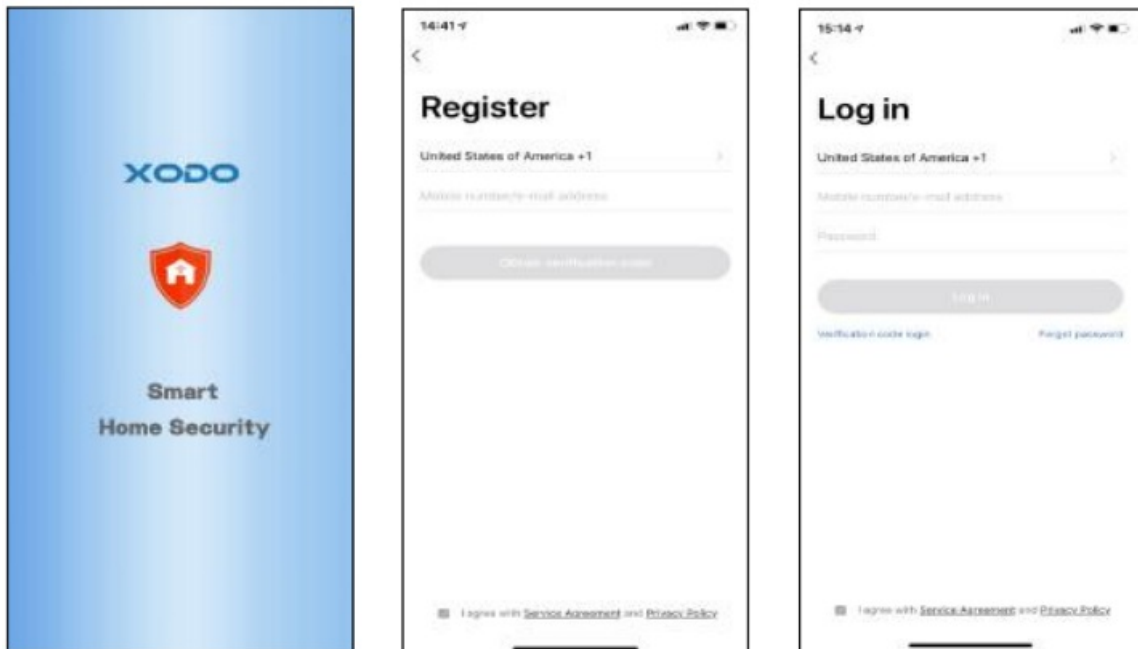 XODO
Smart
Home Security
14:41
Register
United States of America +1
Mobile number/e-mail address
Obtain verification code
I agree with Service Agreement and Privacy Policy
15:14
Log in
United States of America +1
Mobile number/e-mail address
Password
Log in
Verification code login
Forgot password
I agree with Service Agreement and Privacy Policy